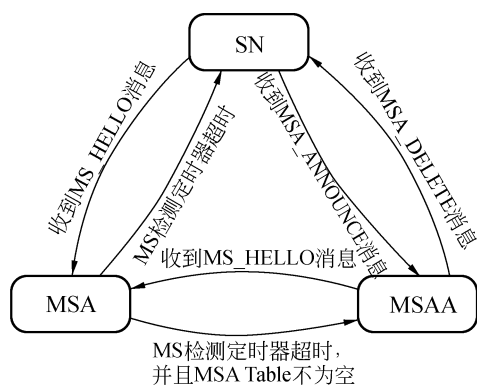 SN
收到MS_HELLO消息
MS检测定时器超时
收到MSA_ANNOUNCE消息
收到MSA_DELETE消息
收到MS_HELLO消息
MSA
MSAA
MS检测定时器超时，
并且MSA Table不为空